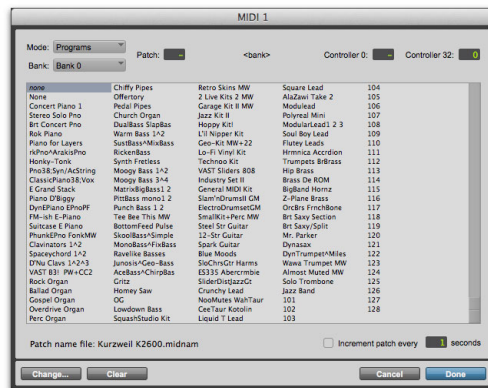 MIDI 1
Mode: Programs
Patch: –
<bank>
Controller 0: –
Controller 32: 0
Bank: Bank 0
none
None
Concert Piano 1
Stereo Solo Pno
Brt Concert Pno
Rok Piano
Piano for Layers
rkPno^ArakisPno
Honky-Tonk
Pno38;Syn/AcString
ClassicPiano38;Vox
E Grand Stack
Piano D'Biggy
DynEPiano EPnoPF
FM-ish E-Piano
Suitcase E Piano
PhunkEPno FonkMW
Clavinators 1^2
Spaceychord 1^2
D'Nu Clavs 1^2^3
VAST B3! PW+CC2
Rock Organ
Ballad Organ
Gospel Organ
Overdrive Organ
Perc Organ
Chiffy Pipes
Offertory
Pedal Pipes
Church Organ
DualBass SlapBas
Warm Bass 1^2
SustBass^MixBass
RickenBass
Synth Fretless
Moogy Bass 1^2
Moogy Bass 3^4
MatrixBigBass1 2
PittBass mono1 2
Punch Bass 1 2
Tee Bee This MW
BottomFeed Pulse
SkoolBass^Simple
MonoBass^FixBass
Ravelike Basses
Junosis^Geo-Bass
AceBass^ChirpBas
Gritz
Homey Saw
OG
Lowdown Bass
SquashStudio Kit
Retro Skins MW
2 Live Kits 2 MW
Garage Kit II MW
Jazz Kit II
Hoppy Kit!
L'il Nipper Kit
Geo-Kit MW+22
Lo-Fi Vinyl Kit
Techno Kit
VAST Sliders 808
Industry Set II
General MIDI Kit
Slam'nDrumsII GM
ElectroDrumsetGM
SmallKit+Perc MW
Steel Str Guitar
12-Str Guitar
Spark Guitar
Blue Moods
SloChrsGtr Harms
ES335 Abercrmbie
SliderDistJazzGt
Crunchy Lead
NooMutes WahTaur
CeeTaur Kotolin
Liquid T Lead
Square Lead
AlaZawi Take 2
Modulead
Polyreal Mini
ModularLead1 2 3
Soul Boy Lead
Flutey Leads
Hrmnica Accrdion
Trumpets BrBrass
Hip Brass
Brass De ROM
BigBand Hornz
Z-Plane Brass
OrcBrs FrnchBone
Brt Saxy Section
Brt Saxy/Split
Mr. Parker
Dynasax
DynTrumpet^Miles
Wawa Trumpet MW
Almost Muted MW
Solo Trombone
Jazz Band
101
102
103
104
105
106
107
108
109
110
111
112
113
114
115
116
117
118
119
120
121
122
123
124
125
126
127
128
Patch name file: Kurzweil K2600.midnam
Increment patch every 1 seconds
Change...
Clear
Cancel
Done